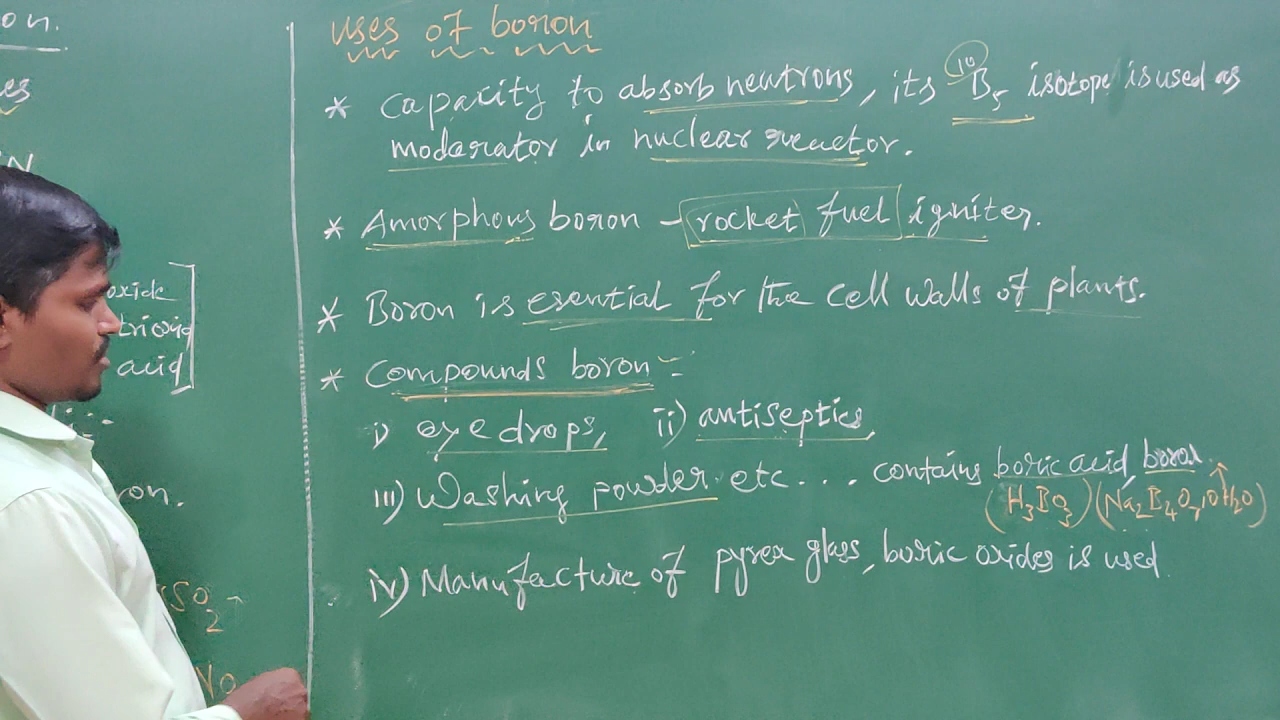 on.
es
N
oxide
trioxid
acid
on.
SO2
No
uses of boron
* capacity to absorb neutrons, its 10B5 isotope is used as
moderator in nuclear reactor.
* Amorphous boron - rocket fuel igniter.
* Boron is esential for the cell walls of plants.
* Compounds boron :-
i) eye drops, ii) antiseptics,
iii) Washing powder etc... contains boric acid, borax.
(H3BO3) (Na2B4O7.10H2O)
iv) Manufacture of pyrex glass, boric oxides is used.